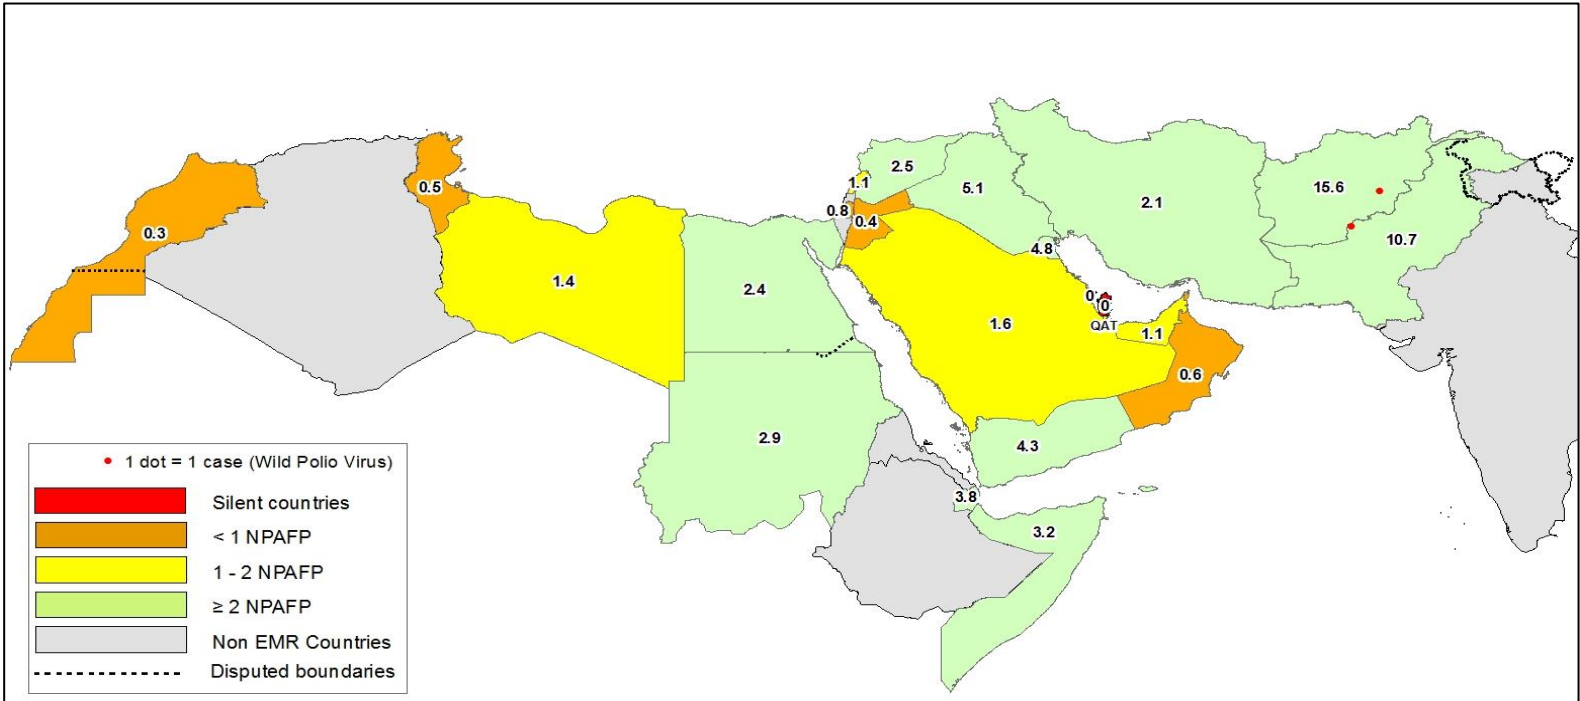 2.5
1.1
5.1
2.1
15.6
0.5
0.8
0.4
10.7
0.3
4.8
1.4
2.4
0
0
1.6
QAT
1.1
0.6
2.9
4.3
3.8
3.2
1 dot = 1 case (Wild Polio Virus)
Silent countries
< 1 NPAFP
1 - 2 NPAFP
≥ 2 NPAFP
Non EMR Countries
Disputed boundaries